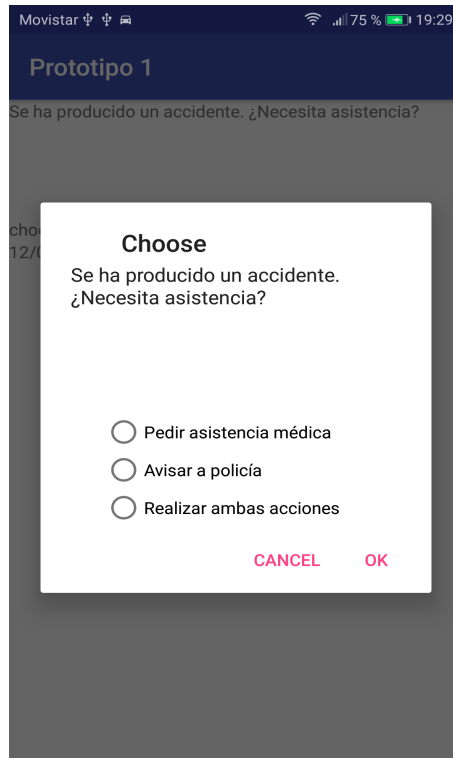 Movistar 75 % 19:29
Prototipo 1
Se ha producido un accidente. ¿Necesita asistencia?
Choose
Se ha producido un accidente.
¿Necesita asistencia?
Pedir asistencia médica
Avisar a policía
Realizar ambas acciones
CANCEL OK